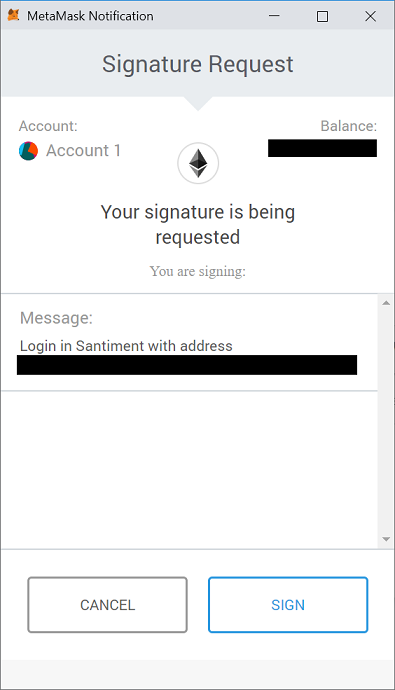 MetaMask Notification
Signature Request
Account:
Balance:
Account 1
Your signature is being
requested
You are signing:
Message:
Login in Santiment with address
CANCEL
SIGN